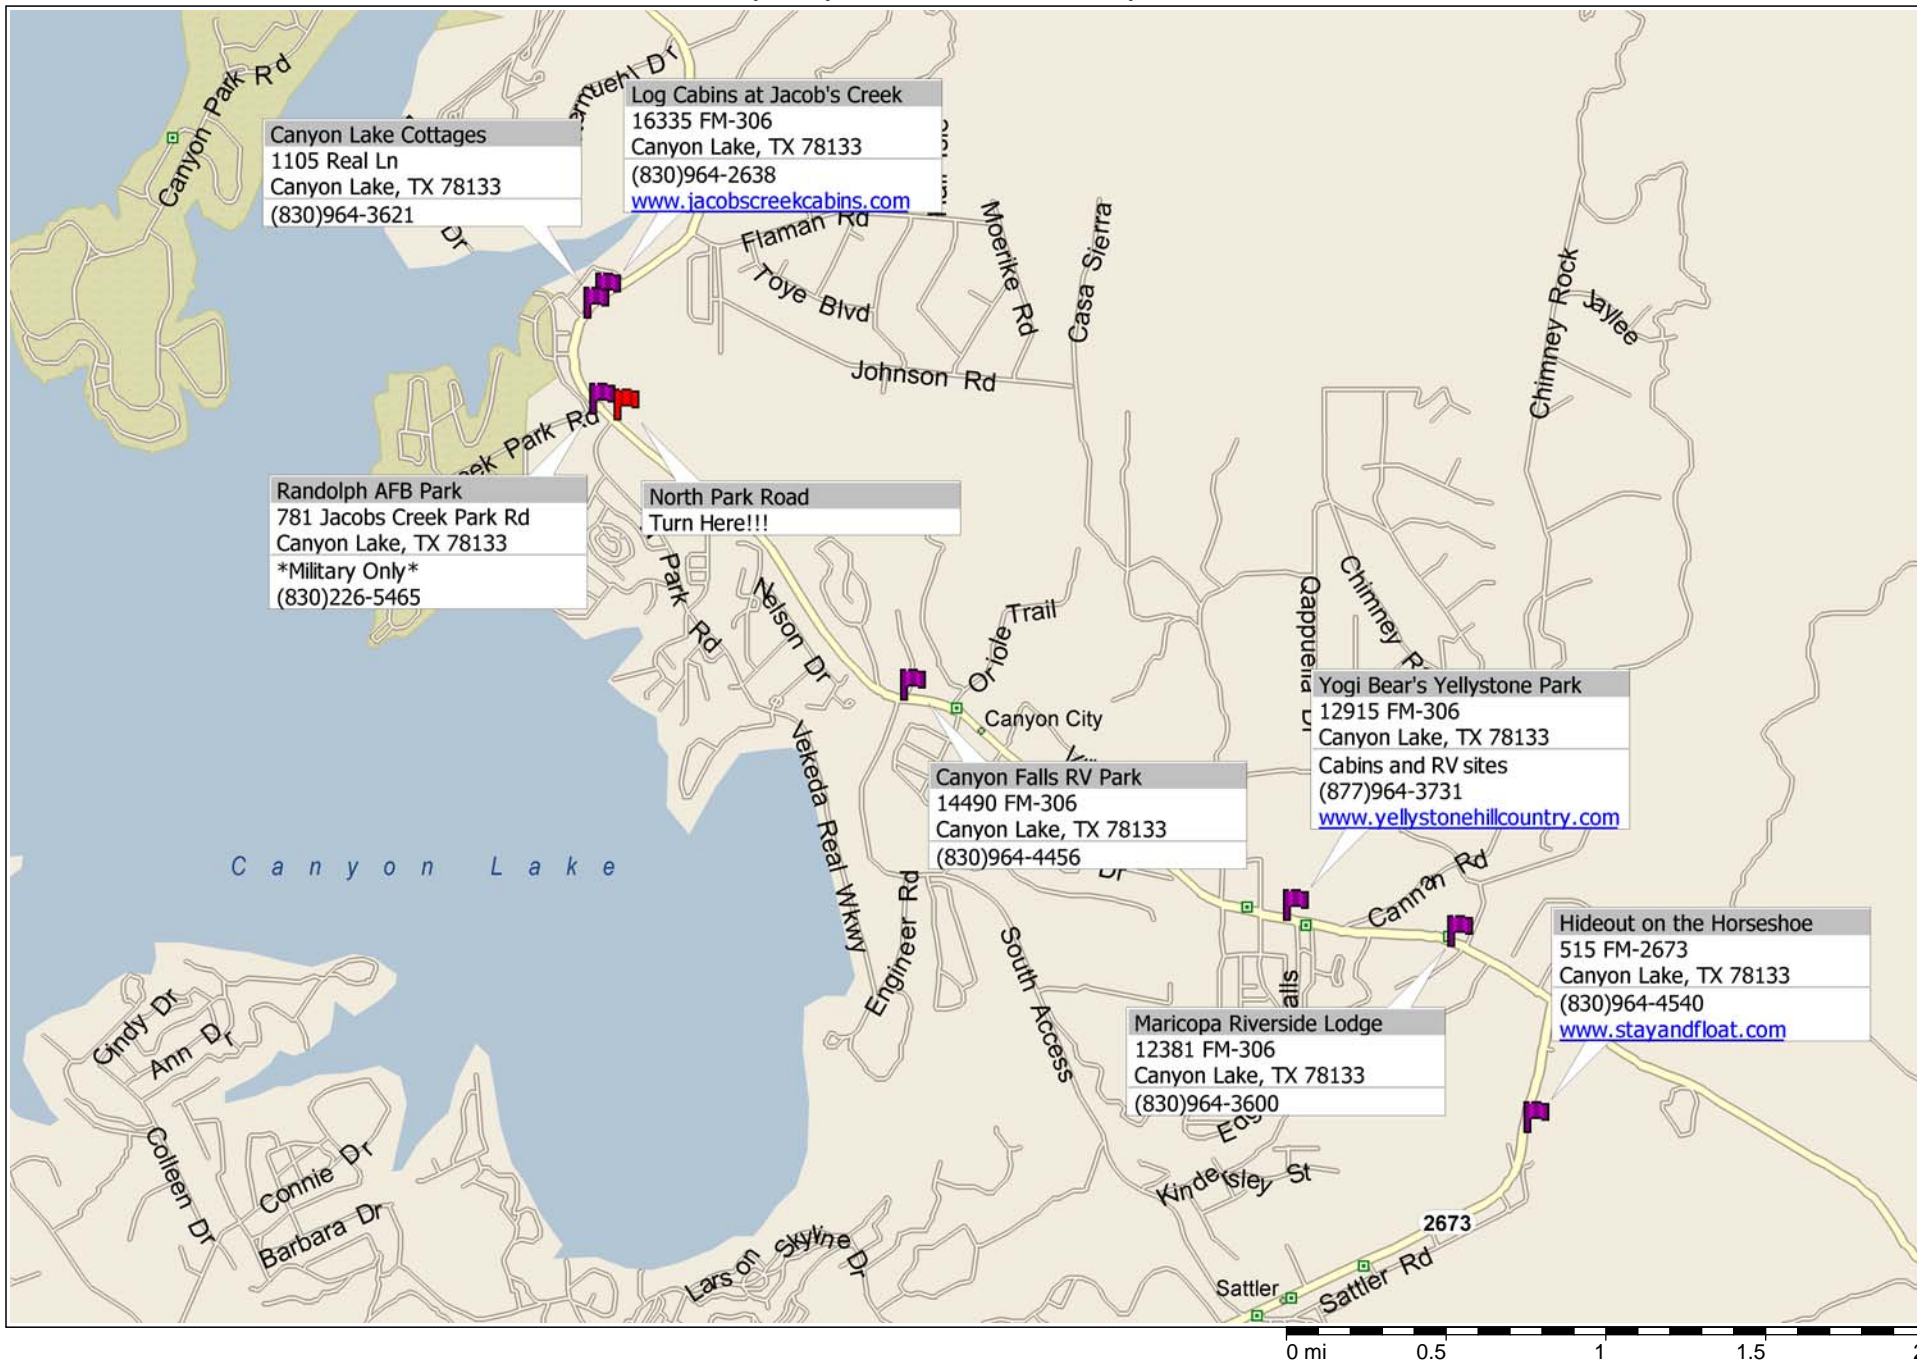 Canyon Park Rd
Canyon Lake Cottages
1105 Real Ln
Canyon Lake, TX 78133
(830)964-3621
Dr
Log Cabins at Jacob's Creek
16335 FM-306
Canyon Lake, TX 78133
(830)964-2638
www.jacobscreekcabins.com
Flaman Rd
Toye Blvd
Moerike Rd
Casa Sierra
Johnson Rd
Chimney Rock
Jaylee
Park Rd
Randolph AFB Park
781 Jacobs Creek Park Rd
Canyon Lake, TX 78133
*Military Only*
(830)226-5465
North Park Road
Turn Here!!!
Park Rd
Nelson Dr
Oriole Trail
Canyon City
Chimney
Yogi Bear's Yellystone Park
12915 FM-306
Canyon Lake, TX 78133
Cabins and RV sites
(877)964-3731
www.yellystonehillcountry.com
Canyon Falls RV Park
14490 FM-306
Canyon Lake, TX 78133
(830)964-4456
Dr
Jekeda Real Wkwy
Canyon Lake
Engineer Rd
South Access
Cannan Rd
Hideout on the Horseshoe
515 FM-2673
Canyon Lake, TX 78133
(830)964-4540
www.stayandfloat.com
Maricopa Riverside Lodge
12381 FM-306
Canyon Lake, TX 78133
(830)964-3600
Cindy Dr
Ann Dr
Colleen Dr
Connie Dr
Barbara Dr
Larson
Skyline Dr
Kindersley St
2673
Sattler
Sattler Rd
0 mi 0.5 1 1.5